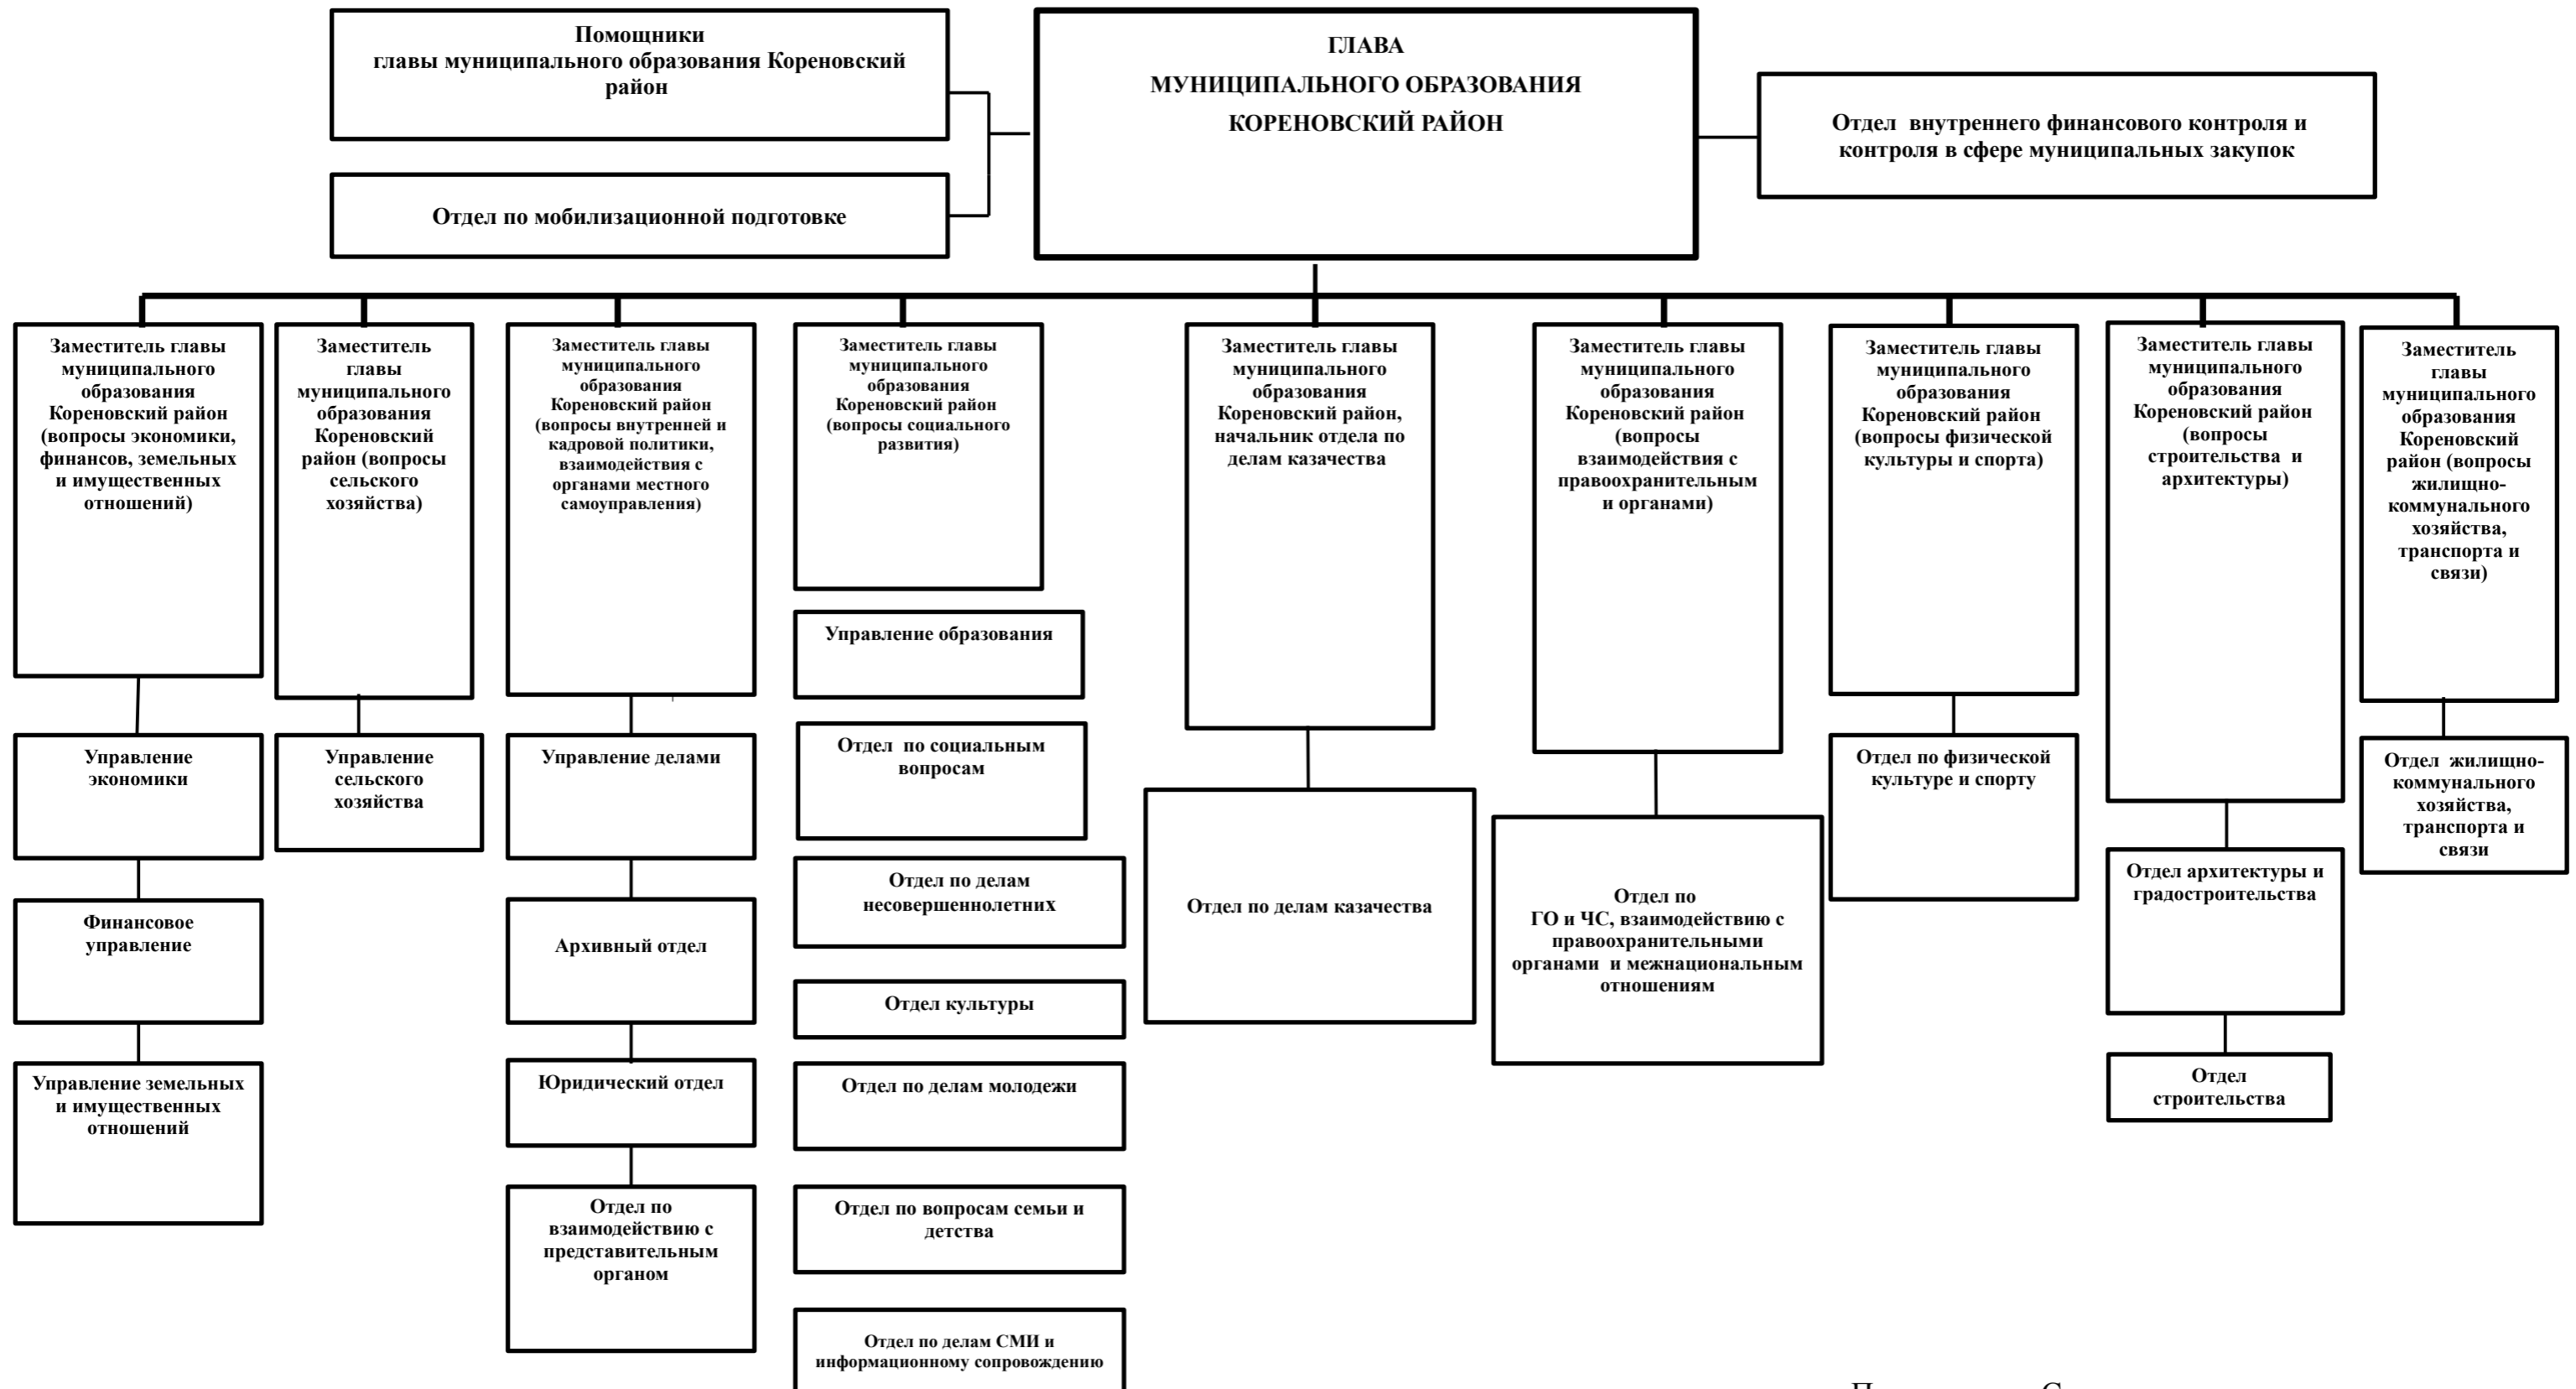 Помощники
главы муниципального образования Кореновский
район
ГЛАВА
МУНИЦИПАЛЬНОГО ОБРАЗОВАНИЯ
КОРЕНОВСКИЙ РАЙОН
Отдел внутреннего финансового контроля и
контроля в сфере муниципальных закупок
Отдел по мобилизационной подготовке
Заместитель главы
муниципального
образования
Кореновский район
(вопросы экономики,
финансов, земельных
и имущественных
отношений)
Заместитель
главы
муниципального
образования
Кореновский
район (вопросы
сельского
хозяйства)
Заместитель главы
муниципального
образования
Кореновский район
(вопросы внутренней и
кадровой политики,
взаимодействия с
органами местного
самоуправления)
Заместитель главы
муниципального
образования
Кореновский район
(вопросы социального
развития)
Заместитель главы
муниципального
образования
Кореновский район,
начальник отдела по
делам казачества
Заместитель главы
муниципального
образования
Кореновский район
(вопросы
взаимодействия с
правоохранительным
и органами)
Заместитель главы
муниципального
образования
Кореновский район
(вопросы физической
культуры и спорта)
Заместитель главы
муниципального
образования
Кореновский район
(вопросы
строительства и
архитектуры)
Заместитель
главы
муниципального
образования
Кореновский
район (вопросы
жилищно-
коммунального
хозяйства,
транспорта и
связи)
Управление
экономики
Финансовое
управление
Управление земельных
и имущественных
отношений
Управление
сельского
хозяйства
Управление делами
Архивный отдел
Юридический отдел
Отдел по
взаимодействию с
представительным
органом
Управление образования
Отдел по социальным
вопросам
Отдел по делам
несовершеннолетних
Отдел культуры
Отдел по делам молодежи
Отдел по вопросам семьи и
детства
Отдел по делам СМИ и
информационному сопровождению
Отдел по делам казачества
Отдел по
ГО и ЧС, взаимодействию с
правоохранительными
органами и межнациональным
отношениям
Отдел по физической
культуре и спорту
Отдел архитектуры и
градостроительства
Отдел
строительства
Отдел жилищно-
коммунального
хозяйства,
транспорта и
связи